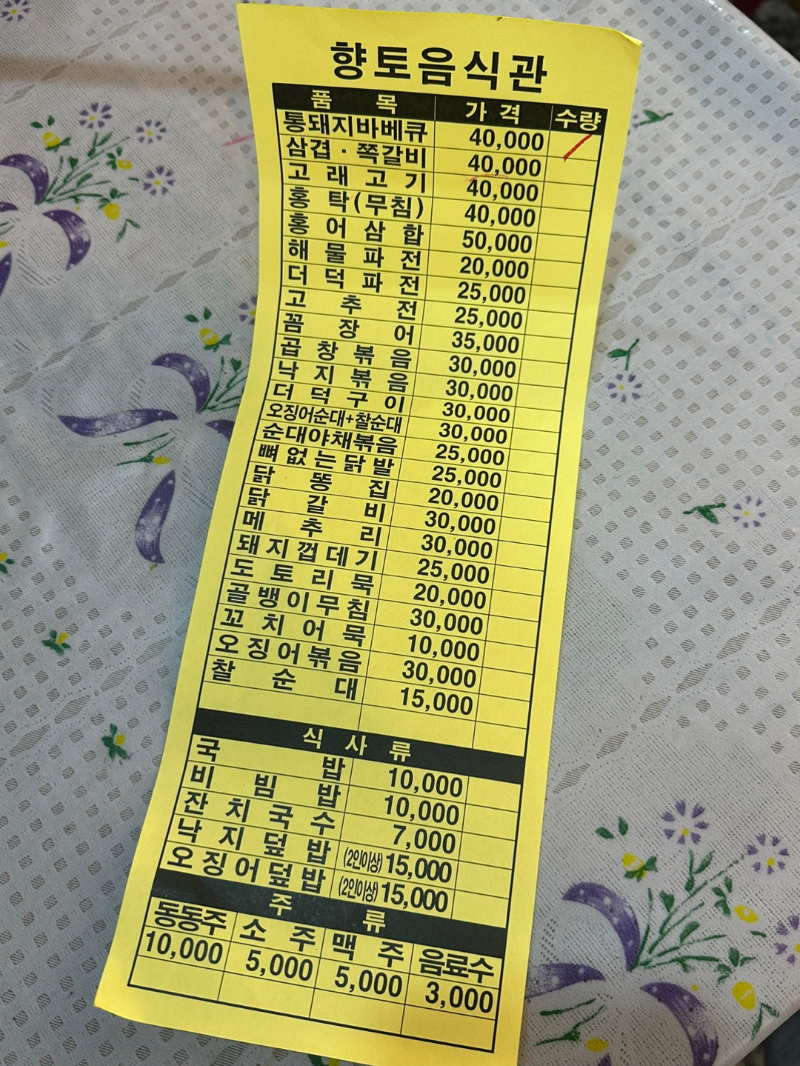 향토음식관
품 목 가 격 수량
통돼지바베큐 40,000
삼겹·쪽갈비 40,000
고래고기 40,000
홍탁(무침) 40,000
홍어삼합 50,000
해물파전 20,000
더덕파전 25,000
고추전 25,000
꼼장어 35,000
곱창볶음 30,000
낙지볶음 30,000
더덕구이 30,000
오징어순대+찰순대 30,000
순대야채볶음 25,000
뼈없는닭발 25,000
닭똥집 20,000
닭갈비 30,000
메추리 30,000
돼지껍데기 25,000
도토리묵 20,000
골뱅이무침 30,000
꼬치어묵 10,000
오징어볶음 30,000
찰순대 15,000
식 사 류
국밥 10,000
비빔밥 10,000
잔치국수 7,000
낙지덮밥 (2인이상) 15,000
오징어덮밥 (2인이상) 15,000
주 류
동동주 소주 맥주 음료수
10,000 5,000 5,000 3,000